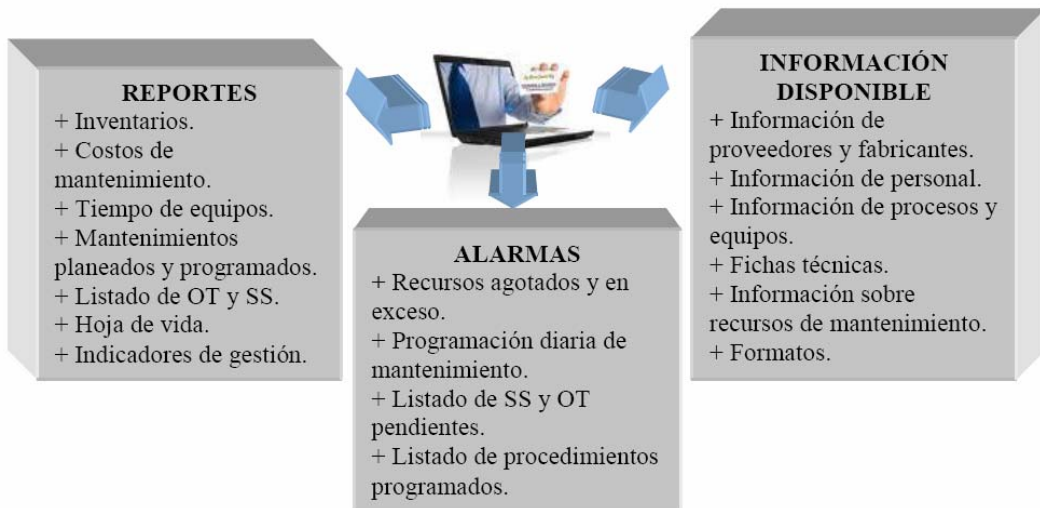 REPORTES
+ Inventarios.
+ Costos de
mantenimiento.
+ Tiempo de equipos.
+ Mantenimientos
planeados y programados.
+ Listado de OT y SS.
+ Hoja de vida.
+ Indicadores de gestión.
ALARMAS
+ Recursos agotados y en
exceso.
+ Programación diaria de
mantenimiento.
+ Listado de SS y OT
pendientes.
+ Listado de procedimientos
programados.
INFORMACIÓN
DISPONIBLE
+ Información de
proveedores y fabricantes.
+ Información de personal.
+ Información de procesos y
equipos.
+ Fichas técnicas.
+ Información sobre
recursos de mantenimiento.
+ Formatos.